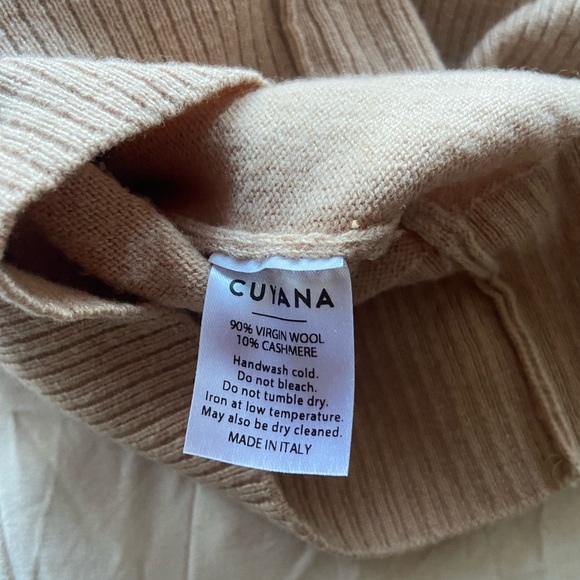 CUYANA
90% VIRGIN WOOL
10% CASHMERE
Handwash cold.
Do not bleach.
Do not tumble dry.
Iron at low temperature.
May also be dry cleaned.
MADE IN ITALY